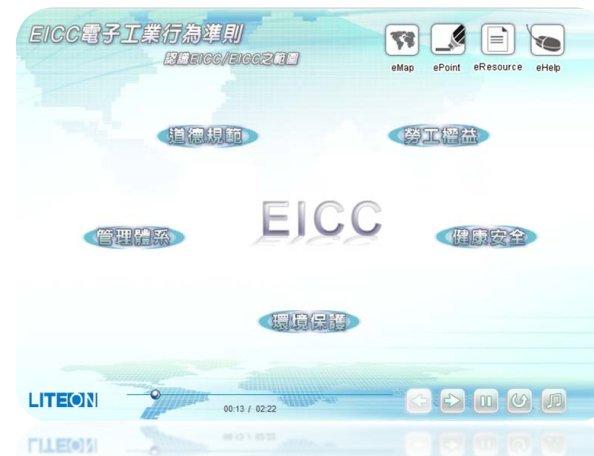 EICC電子工業行為準則
認識EICC/EICC之範圍
eMap ePoint eResource eHelp
道德規範 勞工權益
EICC
管理體系 健康安全
環境保護
LITEON
00:13 / 02:22